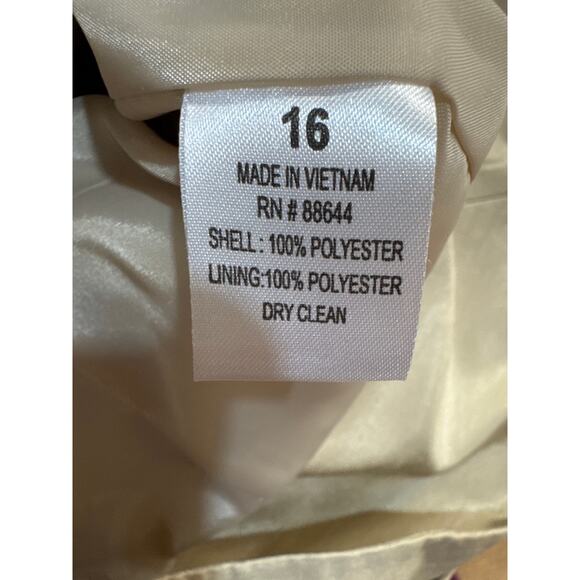 16
MADE IN VIETNAM
RN # 88644
SHELL : 100% POLYESTER
LINING:100% POLYESTER
DRY CLEAN